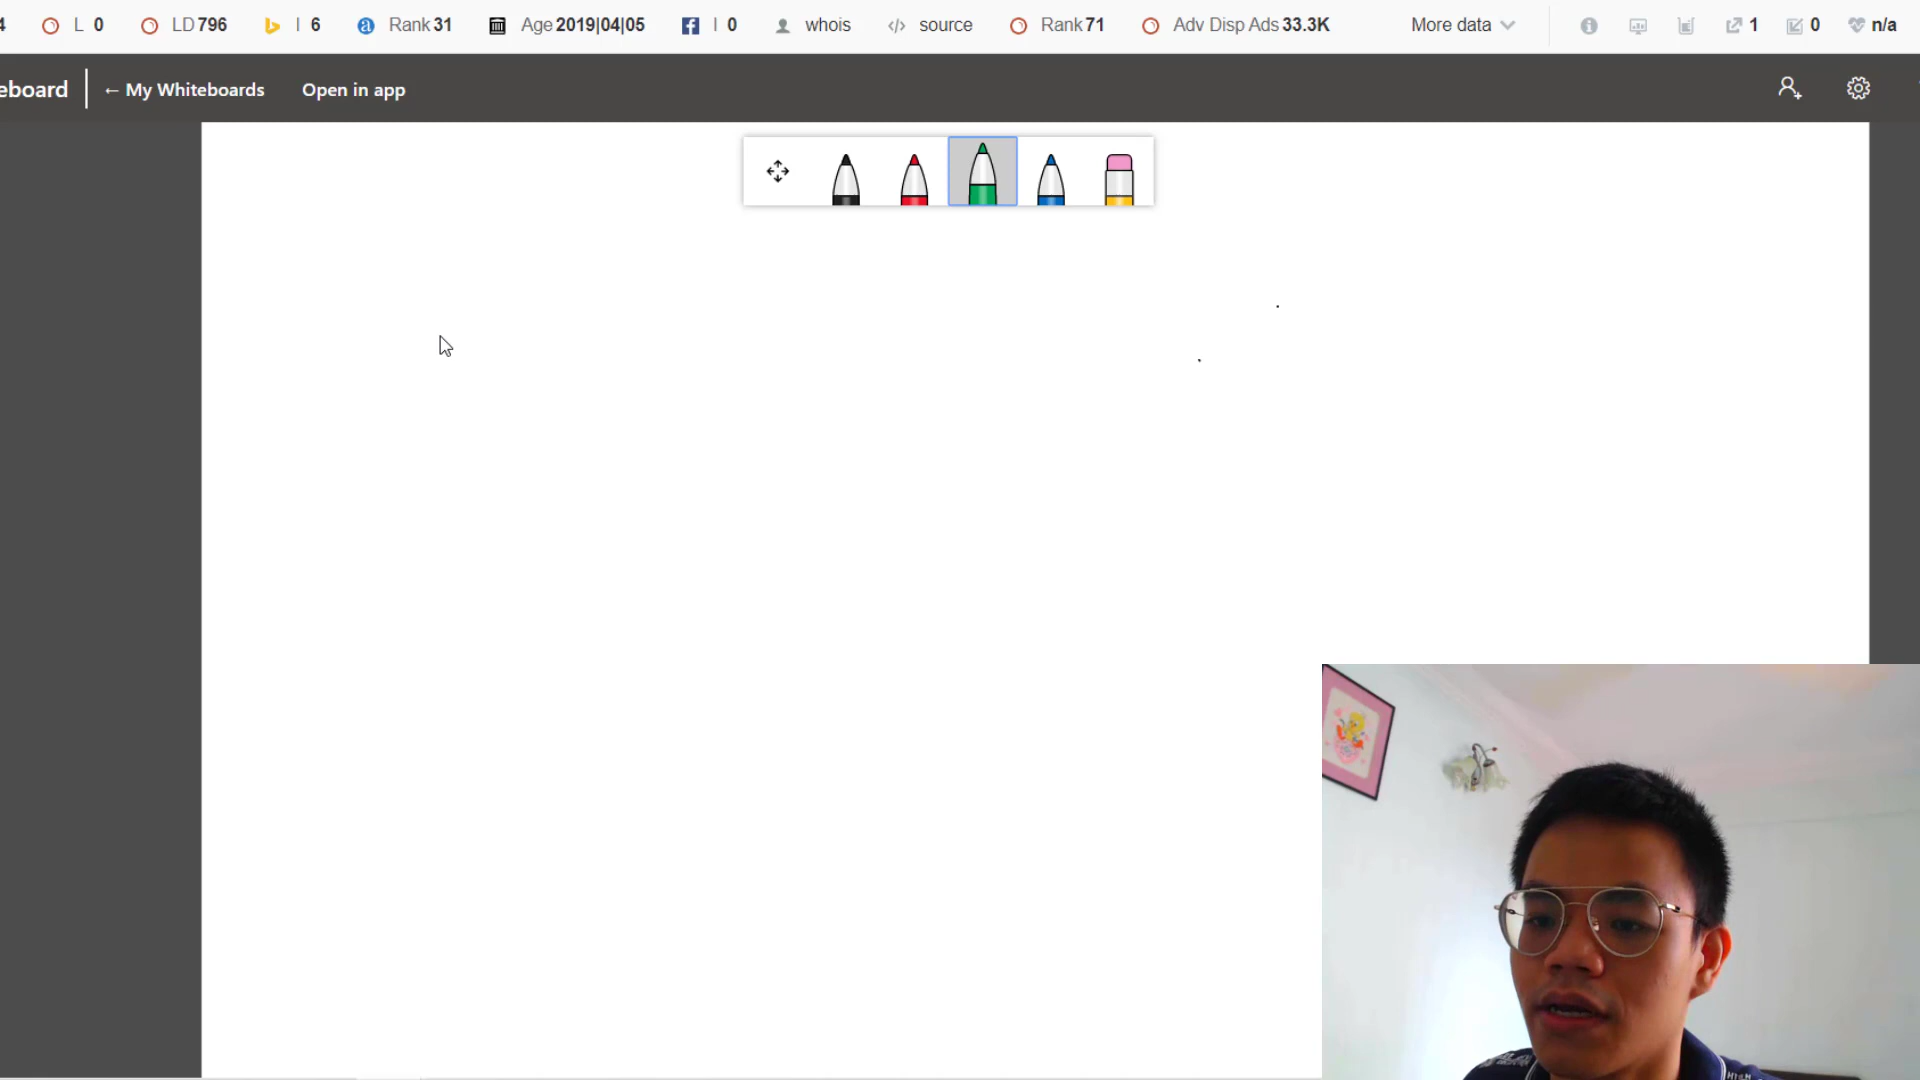 4 L 0 LD 796 I 6 Rank 31 Age 2019|04|05 I 0 whois source Rank 71 Adv Disp Ads 33.3K More data 1 0 n/a
eboard ← My Whiteboards Open in app